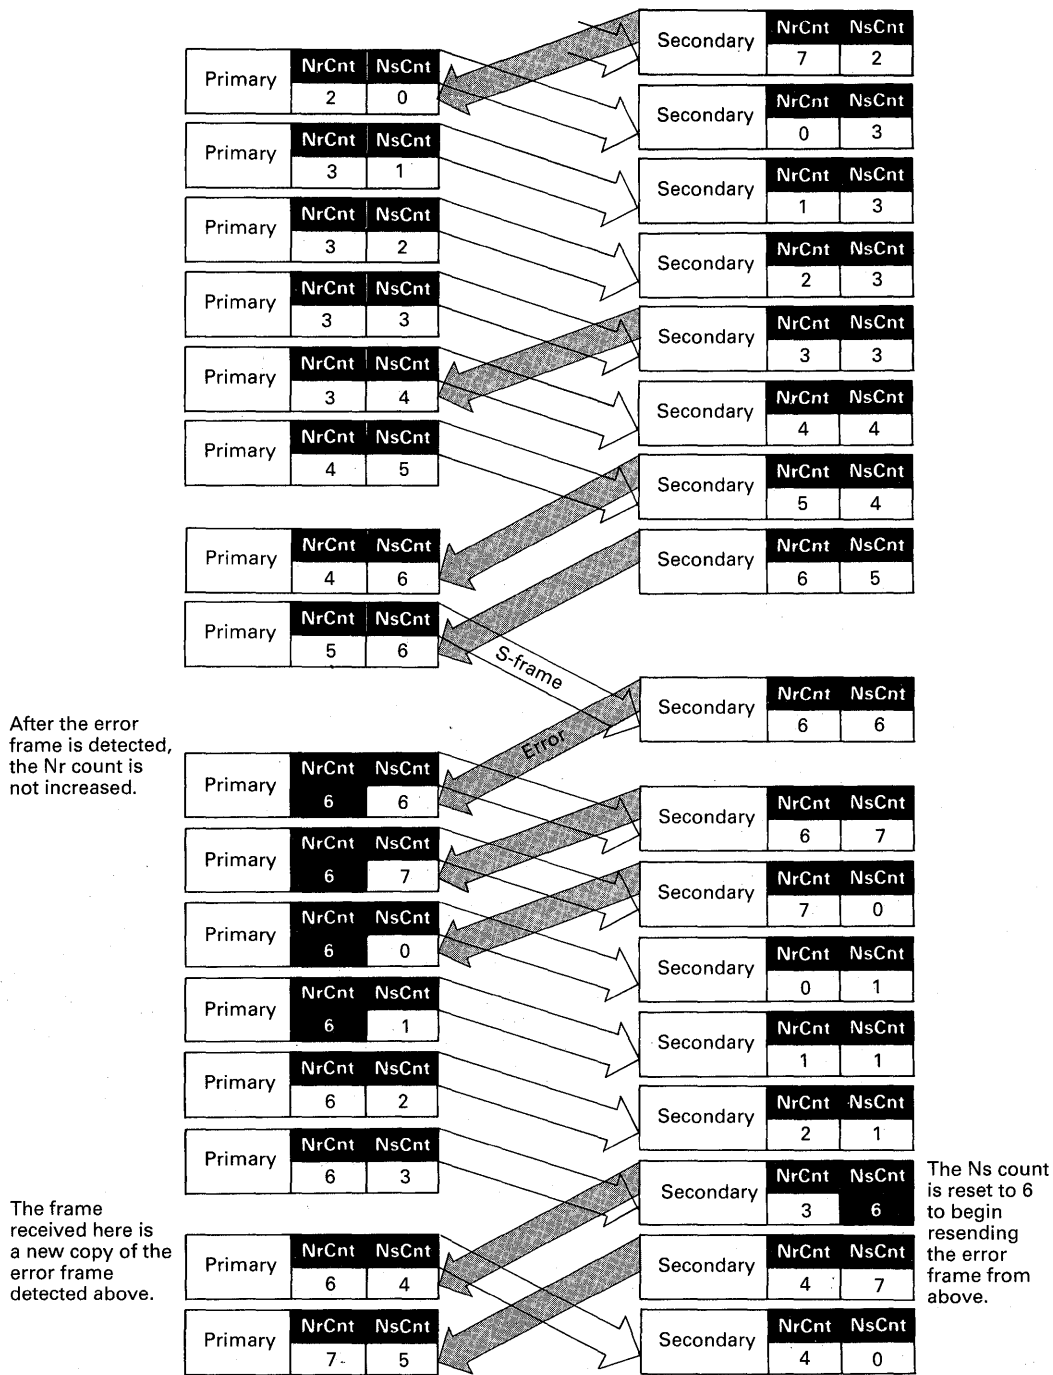 Secondary NrCnt NsCnt
7 2
Primary NrCnt NsCnt
2 0
Secondary NrCnt NsCnt
0 3
Primary NrCnt NsCnt
3 1
Secondary NrCnt NsCnt
1 3
Primary NrCnt NsCnt
3 2
Secondary NrCnt NsCnt
2 3
Primary NrCnt NsCnt
3 3
Secondary NrCnt NsCnt
3 3
Primary NrCnt NsCnt
3 4
Secondary NrCnt NsCnt
4 4
Primary NrCnt NsCnt
4 5
Secondary NrCnt NsCnt
5 4
Primary NrCnt NsCnt
4 6
Secondary NrCnt NsCnt
6 5
Primary NrCnt NsCnt
5 6
S-frame
Secondary NrCnt NsCnt
6 6
Error
After the error
frame is detected,
the Nr count is
not increased.
Primary NrCnt NsCnt
6 6
Secondary NrCnt NsCnt
6 7
Primary NrCnt NsCnt
6 7
Secondary NrCnt NsCnt
7 0
Primary NrCnt NsCnt
6 0
Secondary NrCnt NsCnt
0 1
Primary NrCnt NsCnt
6 1
Secondary NrCnt NsCnt
1 1
Primary NrCnt NsCnt
6 2
Secondary NrCnt NsCnt
2 1
Primary NrCnt NsCnt
6 3
Secondary NrCnt NsCnt
3 6
The Ns count
is reset to 6
to begin
resending
the error
frame from
above.
The frame
received here is
a new copy of the
error frame
detected above.
Primary NrCnt NsCnt
6 4
Secondary NrCnt NsCnt
4 7
Primary NrCnt NsCnt
7 5
Secondary NrCnt NsCnt
4 0